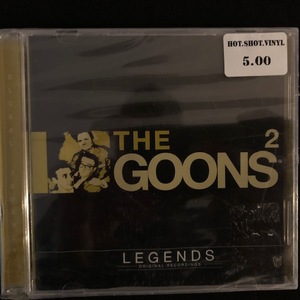 HOT.SHOT.VINYL
5.00
THE 2
GOONS
LEGENDS
ORIGINAL RECORDINGS